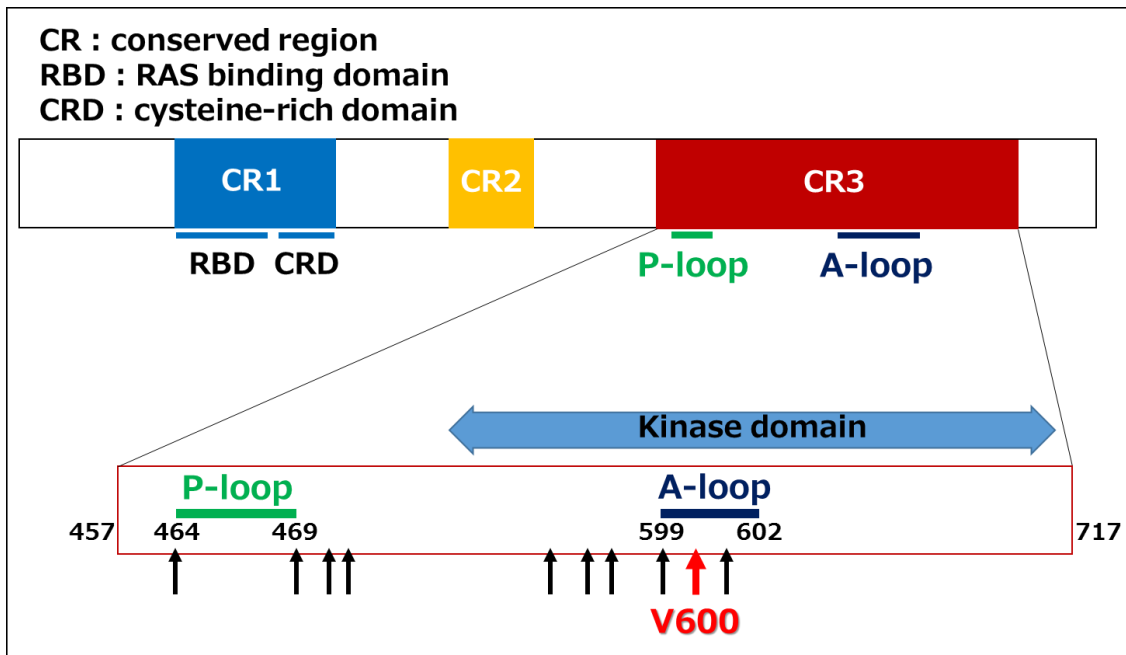 CR : conserved region
RBD : RAS binding domain
CRD : cysteine-rich domain
CR1
CR2
CR3
RBD
CRD
P-loop
A-loop
Kinase domain
P-loop
A-loop
457
464
469
599
602
717
V600